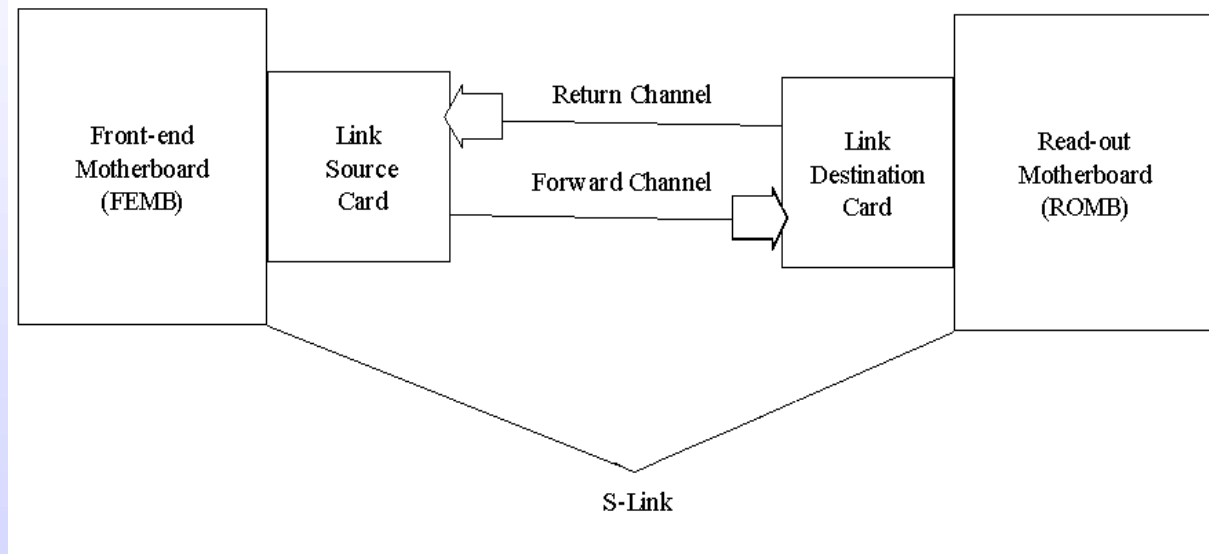 Front-end
Motherboard
(FEMB)
Link
Source
Card
Return Channel
Forward Channel
Link
Destination
Card
Read-out
Motherboard
(ROMB)
S-Link